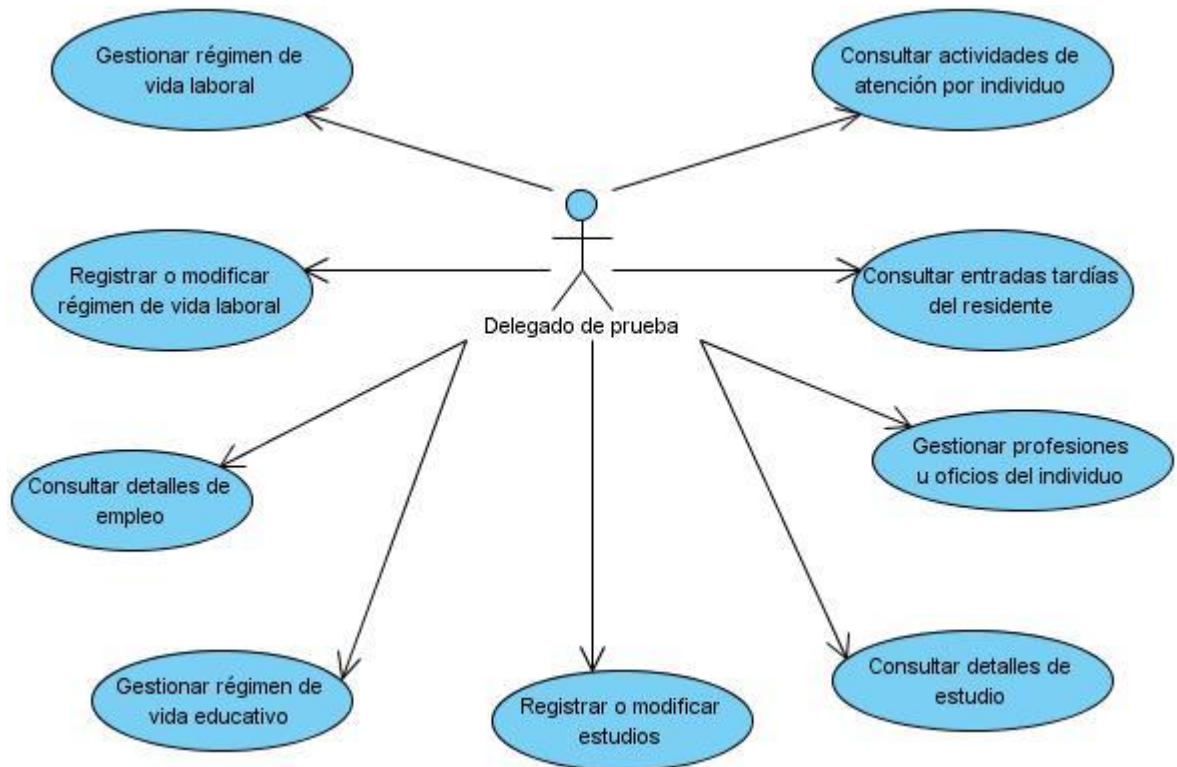 Gestionar régimen de
vida laboral
Consultar actividades de
atención por individuo
Registrar o modificar
régimen de vida laboral
Consultar entradas tardías
del residente
Delegado de prueba
Gestionar profesiones
u oficios del individuo
Consultar detalles de
empleo
Consultar detalles de
estudio
Gestionar régimen de
vida educativo
Registrar o modificar
estudios